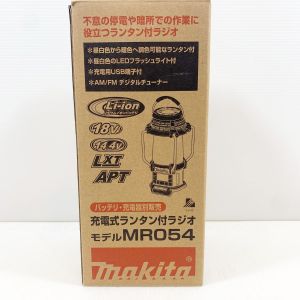 不意の停電や暗所での作業に
役立つランタン付ラジオ
＊昼白色から暖色へ調色可能なランタン付
＊昼白色のLEDフラッシュライト付
＊充電用USB端子付
＊AM/FM デジタルチューナー
Li-ion
18V
14.4V
LXT
APT
バッテリ・充電器別販売
充電式ランタン付ラジオ
モデルMR054
makita